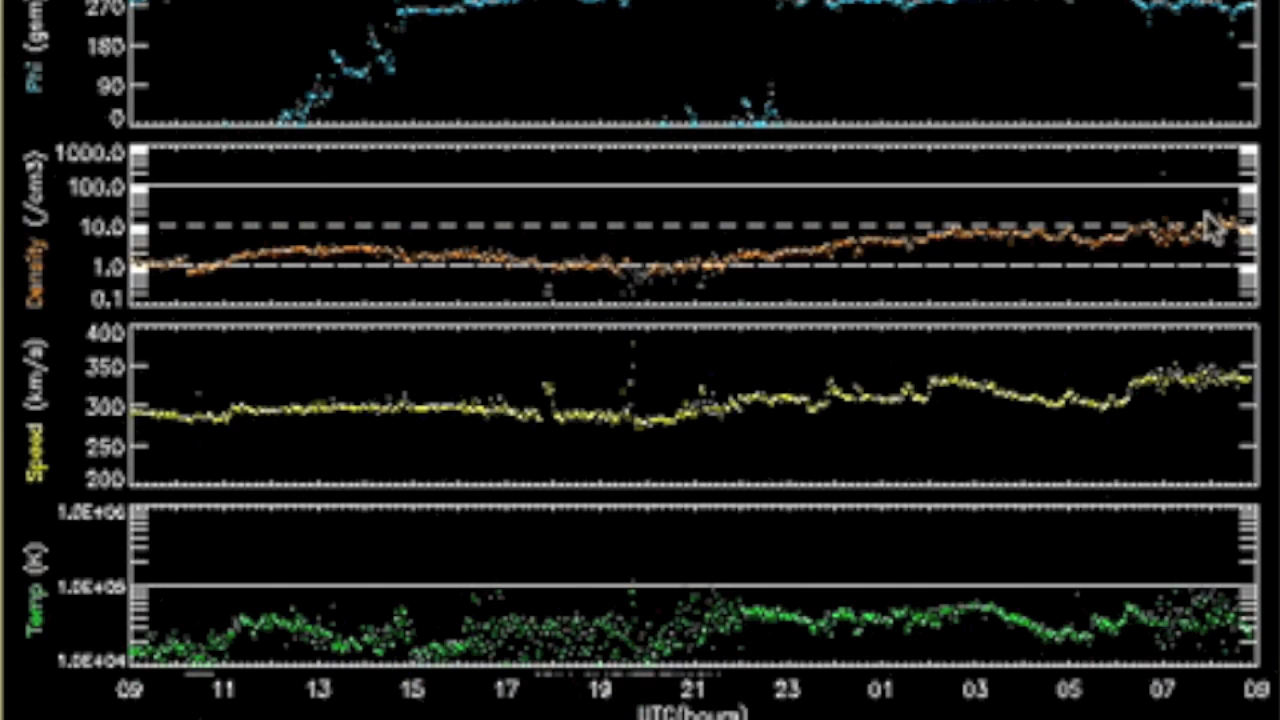 Phi (gsm)
270
180
90
0
Density (/cm3)
1000.0
100.0
10.0
1.0
0.1
Speed (km/s)
400
350
300
250
200
Temp (K)
1.0E+06
1.0E+05
1.0E+04
09 11 13 15 17 19 21 23 01 03 05 07 09
UTC(hours)